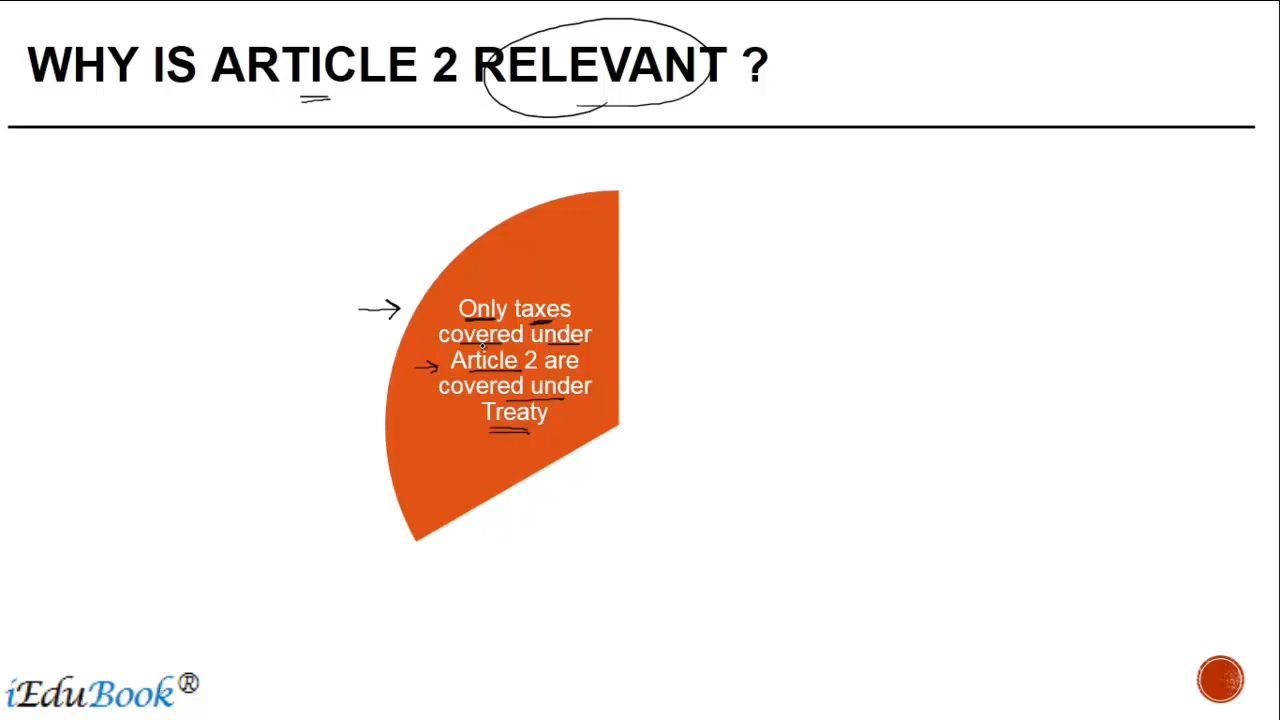 WHY IS ARTICLE 2 RELEVANT ?
Only taxes
covered under
Article 2 are
covered under
Treaty
iEduBook®